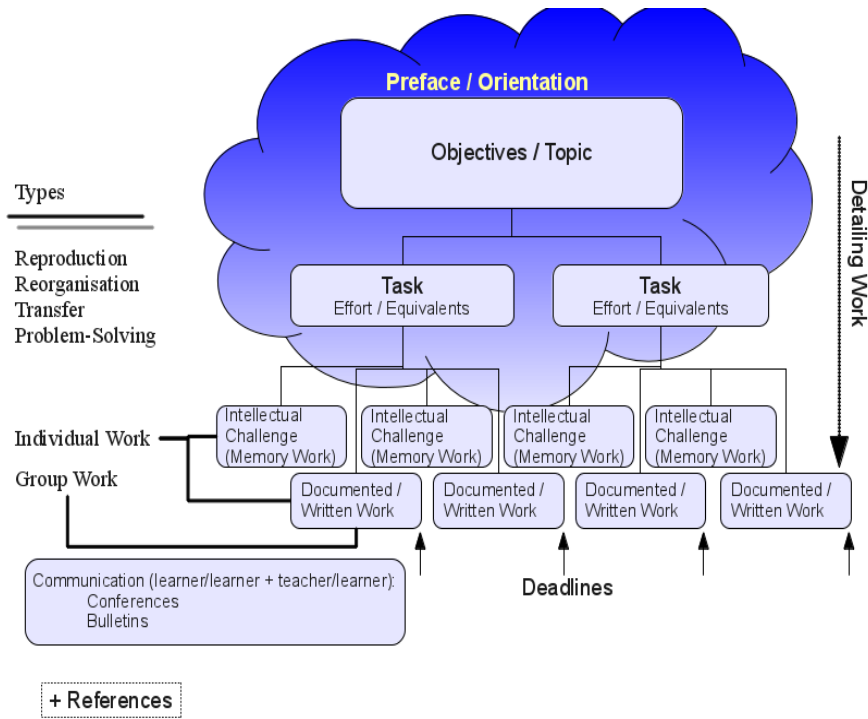 Preface / Orientation
Objectives / Topic
Types
Reproduction
Reorganisation
Transfer
Problem-Solving
Task
Effort / Equivalents
Task
Effort / Equivalents
Detailing Work
Individual Work
Group Work
Intellectual
Challenge
(Memory Work)
Intellectual
Challenge
(Memory Work)
Intellectual
Challenge
(Memory Work)
Intellectual
Challenge
(Memory Work)
Documented /
Written Work
Documented /
Written Work
Documented /
Written Work
Documented /
Written Work
Deadlines
Communication (learner/learner + teacher/learner):
Conferences
Bulletins
+ References